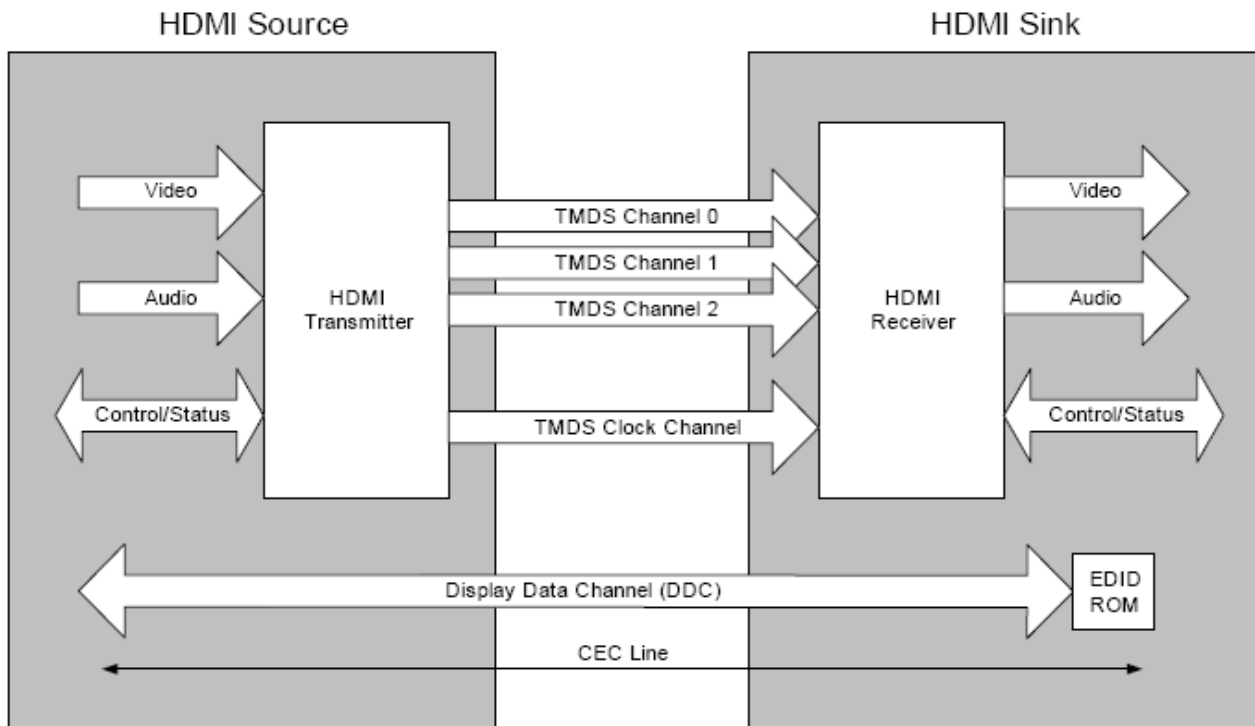 HDMI Source
HDMI Sink
Video
Audio
Control/Status
HDMI
Transmitter
TMDS Channel 0
TMDS Channel 1
TMDS Channel 2
TMDS Clock Channel
HDMI
Receiver
Video
Audio
Control/Status
Display Data Channel (DDC)
EDID
ROM
CEC Line